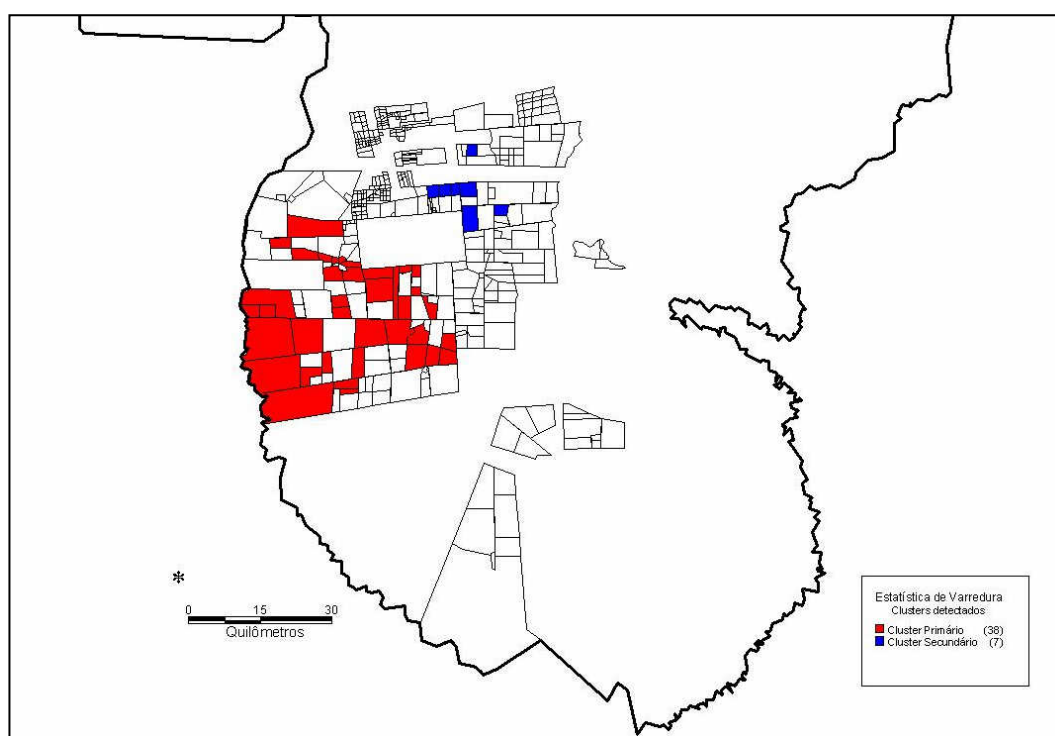 *
0 15 30
Quilômetros
Estatística de Varredura
Clusters detectados
Cluster Primário (38)
Cluster Secundário (7)